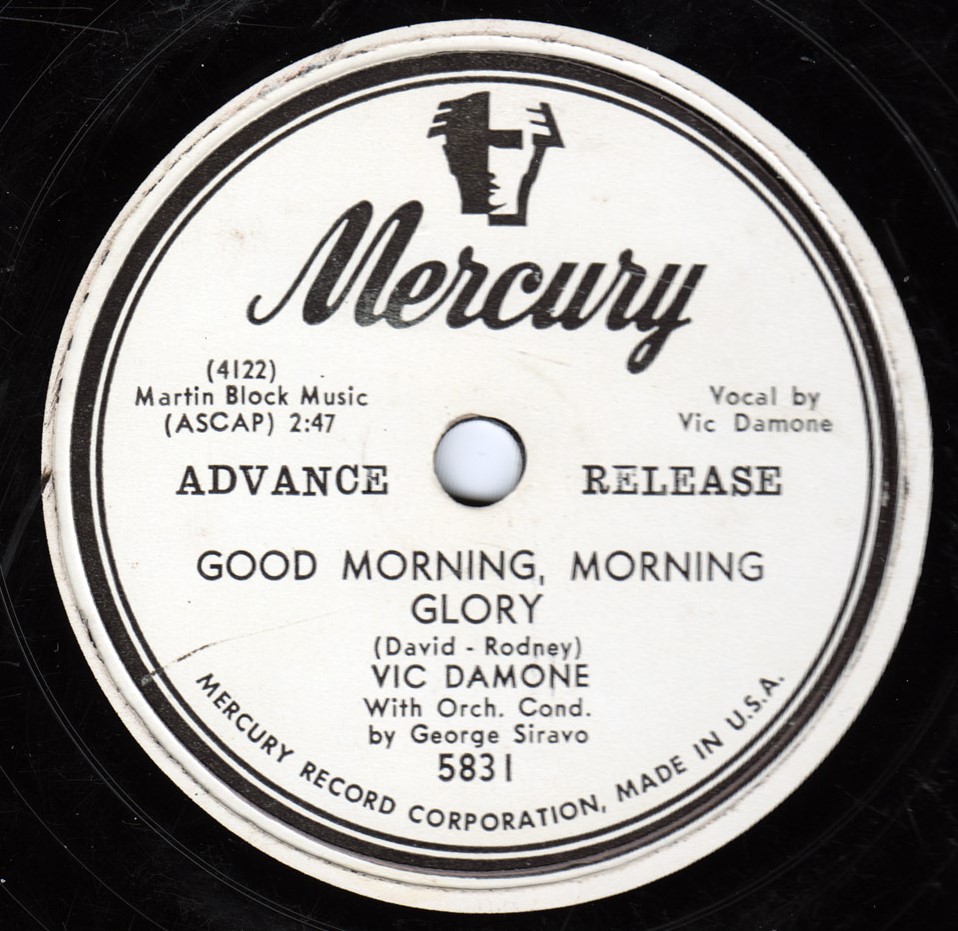 Mercury
(4122)
Martin Block Music
(ASCAP) 2:47
Vocal by
Vic Damone
ADVANCE RELEASE
GOOD MORNING, MORNING
GLORY
(David - Rodney)
VIC DAMONE
With Orch. Cond.
by George Siravo
5831
MERCURY RECORD CORPORATION, MADE IN U.S.A.